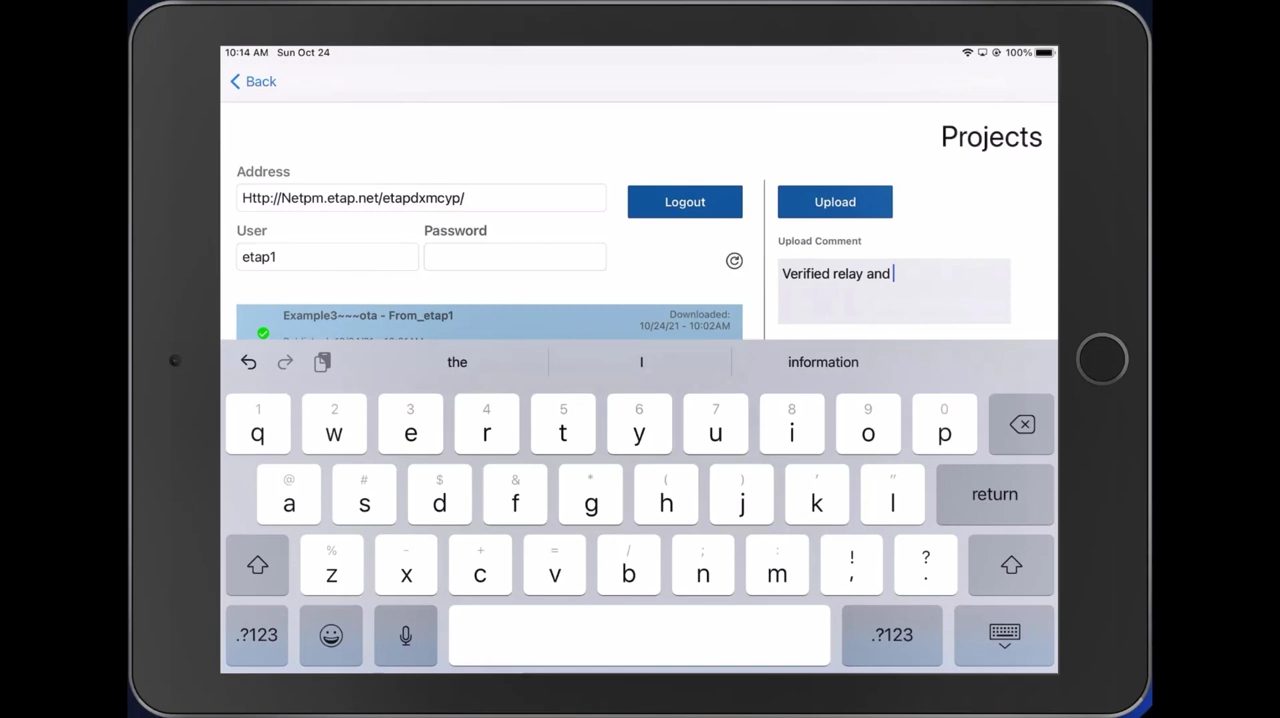 10:14 AM Sun Oct 24 100%
Back
Projects
Address
Http://Netpm.etap.net/etapdxmcyp/
Logout
Upload
User
Password
Upload Comment
etap1
Verified relay and
Example3~~~ota - From_etap1
Downloaded:
10/24/21 - 10:02AM
the I information
1 2 3 4 5 6 7 8 9 0
q w e r t y u i o p
@ # $ & * ( ) ' "
a s d f g h j k l return
% - + = / ; : ! ?
z x c v b n m , .
.?123 .?123